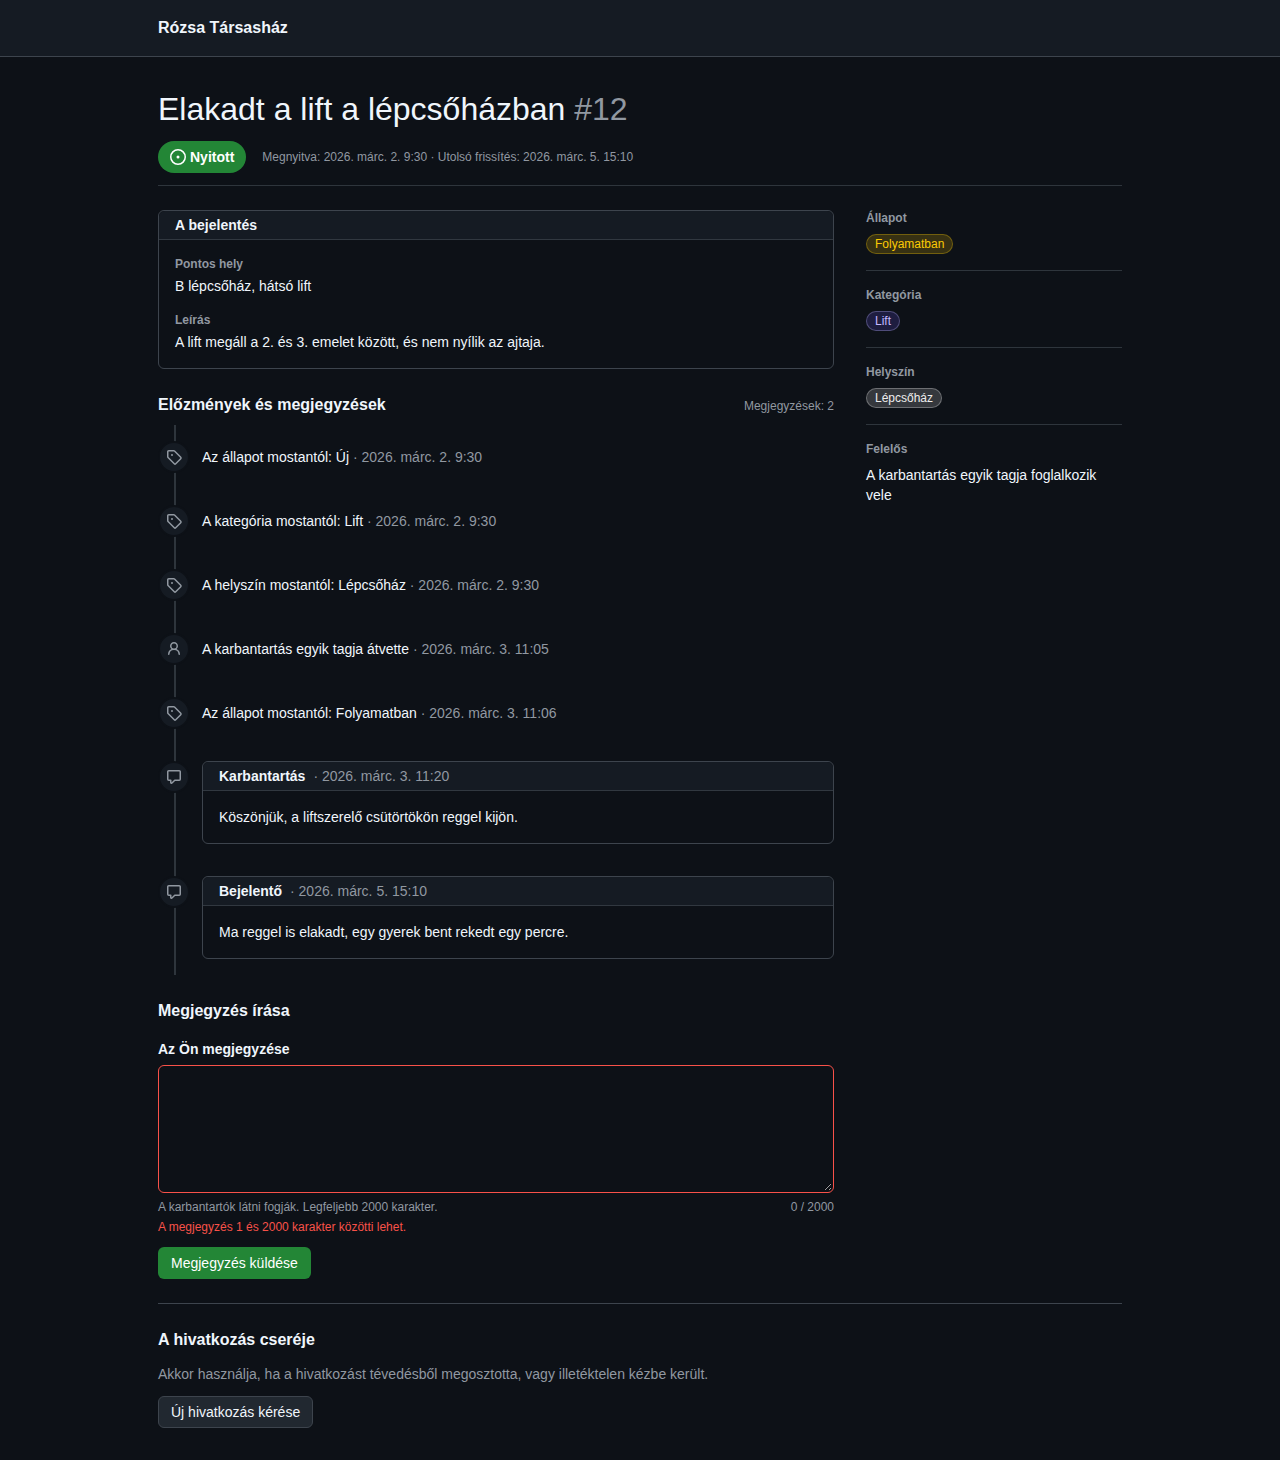 Rózsa Társasház
Elakadt a lift a lépcsőházban #12
Nyitott
Megnyitva: 2026. márc. 2. 9:30 · Utolsó frissítés: 2026. márc. 5. 15:10
A bejelentés
Pontos hely
B lépcsőház, hátsó lift
Leírás
A lift megáll a 2. és 3. emelet között, és nem nyílik az ajtaja.
Állapot
Folyamatban
Kategória
Lift
Helyszín
Lépcsőház
Felelős
A karbantartás egyik tagja foglalkozik
vele
Előzmények és megjegyzések
Megjegyzések: 2
Az állapot mostantól: Új · 2026. márc. 2. 9:30
A kategória mostantól: Lift · 2026. márc. 2. 9:30
A helyszín mostantól: Lépcsőház · 2026. márc. 2. 9:30
A karbantartás egyik tagja átvette · 2026. márc. 3. 11:05
Az állapot mostantól: Folyamatban · 2026. márc. 3. 11:06
Karbantartás · 2026. márc. 3. 11:20
Köszönjük, a liftszerelő csütörtökön reggel kijön.
Bejelentő · 2026. márc. 5. 15:10
Ma reggel is elakadt, egy gyerek bent rekedt egy percre.
Megjegyzés írása
Az Ön megjegyzése
A karbantartók látni fogják. Legfeljebb 2000 karakter.
0 / 2000
A megjegyzés 1 és 2000 karakter közötti lehet.
Megjegyzés küldése
A hivatkozás cseréje
Akkor használja, ha a hivatkozást tévedésből megosztotta, vagy illetéktelen kézbe került.
Új hivatkozás kérése